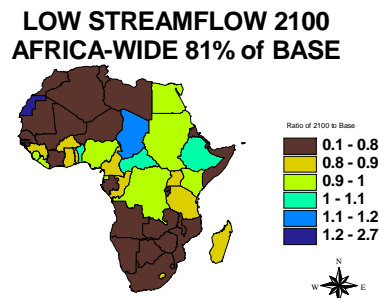 LOW STREAMFLOW 2100
AFRICA-WIDE 81% of BASE
Ratio of 2100 to Base
0.1 - 0.8
0.8 - 0.9
0.9 - 1
1 - 1.1
1.1 - 1.2
1.2 - 2.7
N
W E
S